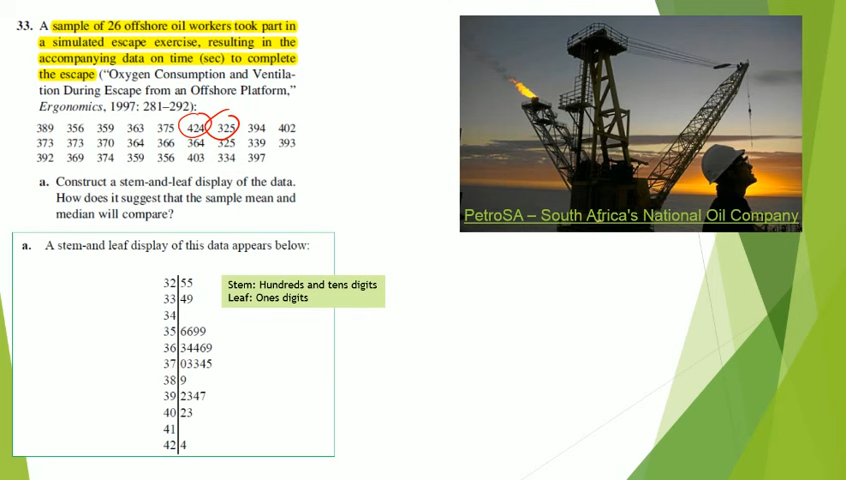 33. A sample of 26 offshore oil workers took part in
a simulated escape exercise, resulting in the
accompanying data on time (sec) to complete
the escape (“Oxygen Consumption and Ventila-
tion During Escape from an Offshore Platform,”
Ergonomics, 1997: 281–292):
389 356 359 363 375 424 325 394 402
373 373 370 364 366 364 325 339 393
392 369 374 359 356 403 334 397
a. Construct a stem-and-leaf display of the data.
How does it suggest that the sample mean and
median will compare?
PetroSA – South Africa's National Oil Company
a. A stem-and leaf display of this data appears below:
32 55
33 49
34
35 6699
36 34469
37 03345
38 9
39 2347
40 23
41
42 4
Stem: Hundreds and tens digits
Leaf: Ones digits